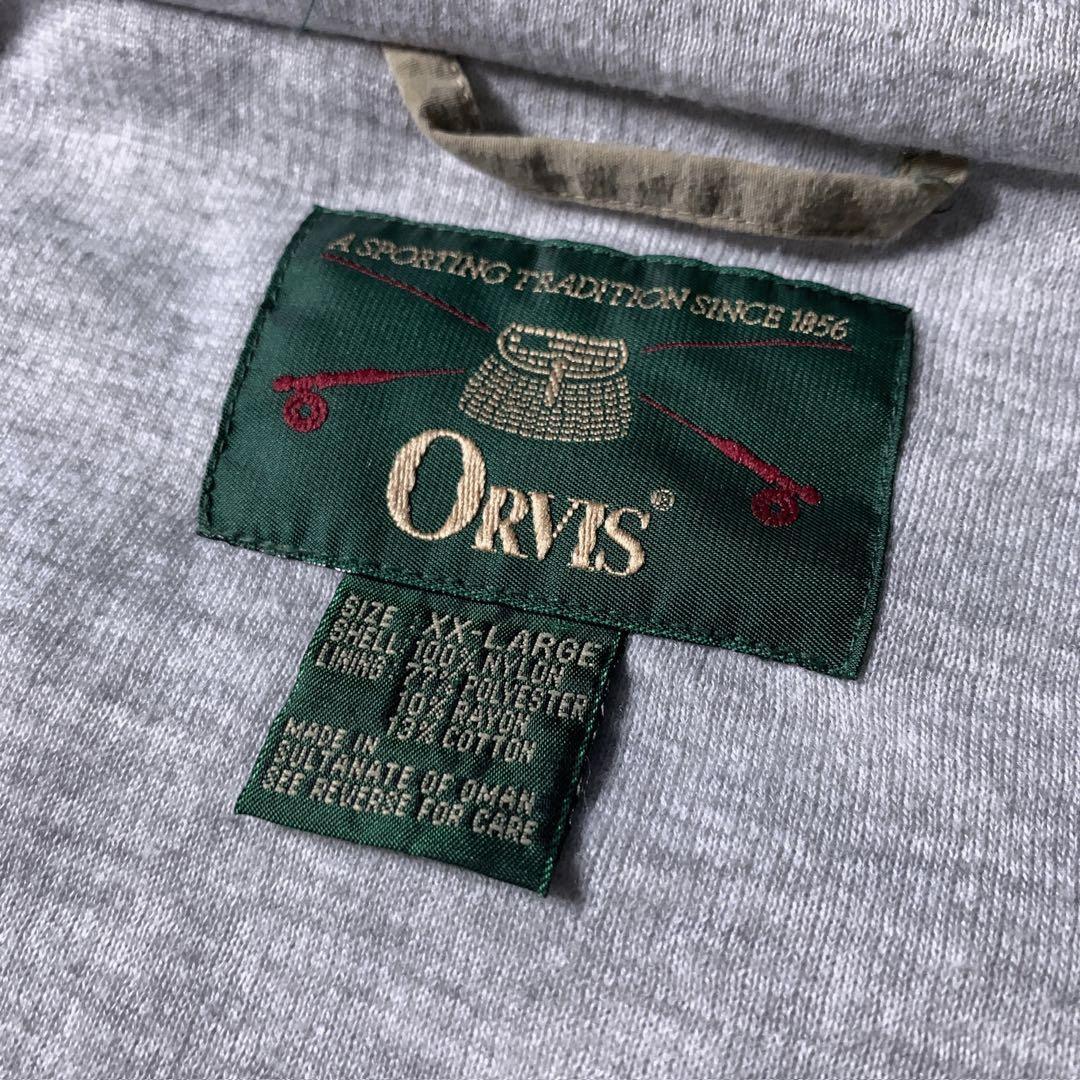 A SPORTING TRADITION SINCE 1856
ORVIS®
SIZE XX-LARGE
SHELL 100% NYLON
LINING 77% POLYESTER
10% RAYON
13% COTTON
MADE IN
SULTANATE OF OMAN
SEE REVERSE FOR CARE